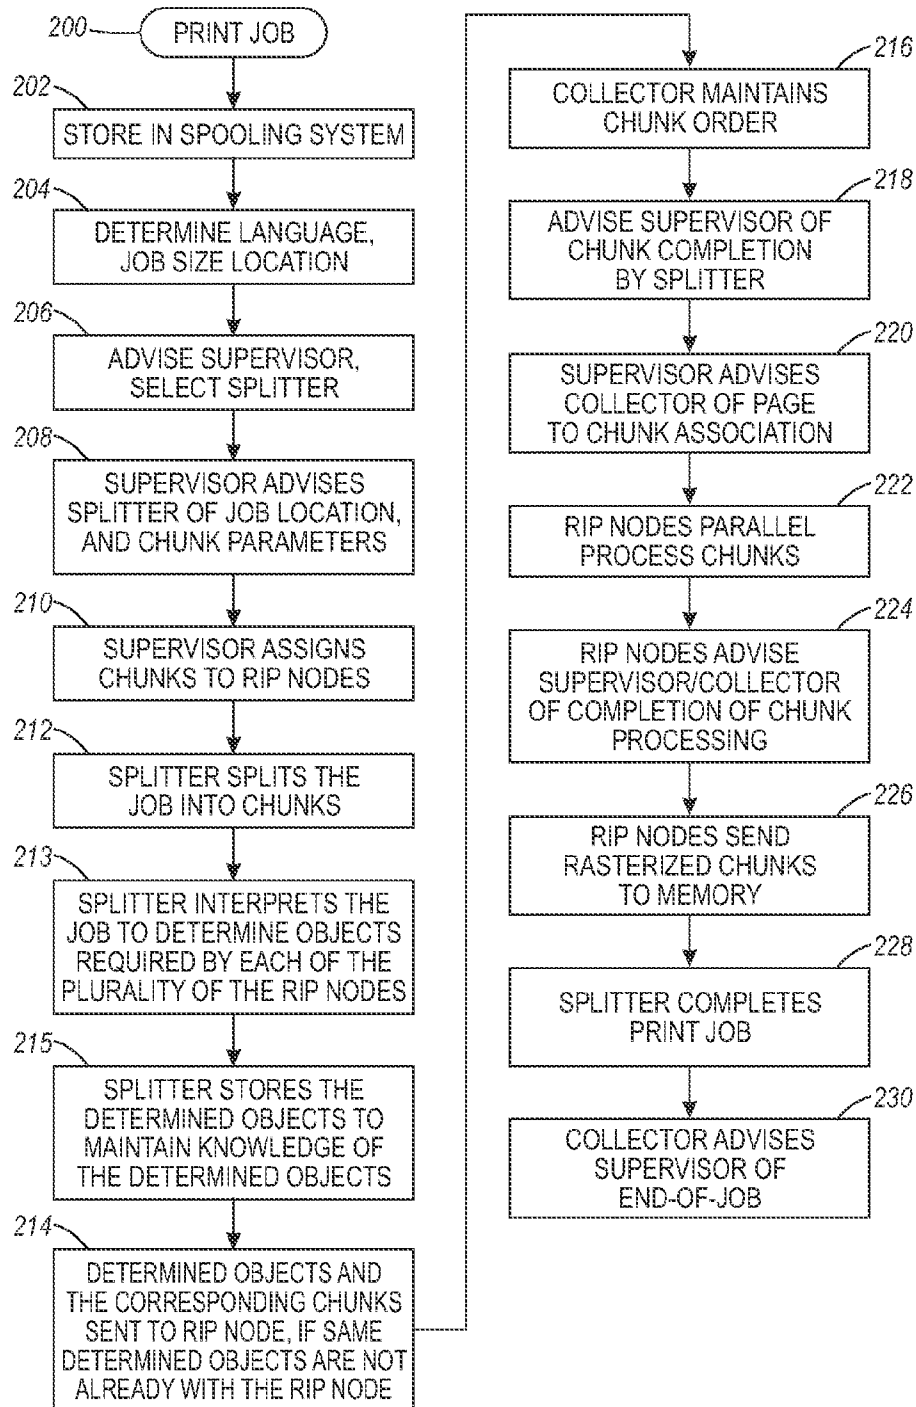 200
PRINT JOB
202
STORE IN SPOOLING SYSTEM
204
DETERMINE LANGUAGE,
JOB SIZE LOCATION
206
ADVISE SUPERVISOR,
SELECT SPLITTER
208
SUPERVISOR ADVISES
SPLITTER OF JOB LOCATION,
AND CHUNK PARAMETERS
210
SUPERVISOR ASSIGNS
CHUNKS TO RIP NODES
212
SPLITTER SPLITS THE
JOB INTO CHUNKS
213
SPLITTER INTERPRETS THE
JOB TO DETERMINE OBJECTS
REQUIRED BY EACH OF THE
PLURALITY OF THE RIP NODES
215
SPLITTER STORES THE
DETERMINED OBJECTS TO
MAINTAIN KNOWLEDGE OF
THE DETERMINED OBJECTS
214
DETERMINED OBJECTS AND
THE CORRESPONDING CHUNKS
SENT TO RIP NODE, IF SAME
DETERMINED OBJECTS ARE NOT
ALREADY WITH THE RIP NODE
216
COLLECTOR MAINTAINS
CHUNK ORDER
218
ADVISE SUPERVISOR OF
CHUNK COMPLETION
BY SPLITTER
220
SUPERVISOR ADVISES
COLLECTOR OF PAGE
TO CHUNK ASSOCIATION
222
RIP NODES PARALLEL
PROCESS CHUNKS
224
RIP NODES ADVISE
SUPERVISOR/COLLECTOR
OF COMPLETION OF CHUNK
PROCESSING
226
RIP NODES SEND
RASTERIZED CHUNKS
TO MEMORY
228
SPLITTER COMPLETES
PRINT JOB
230
COLLECTOR ADVISES
SUPERVISOR OF
END-OF-JOB